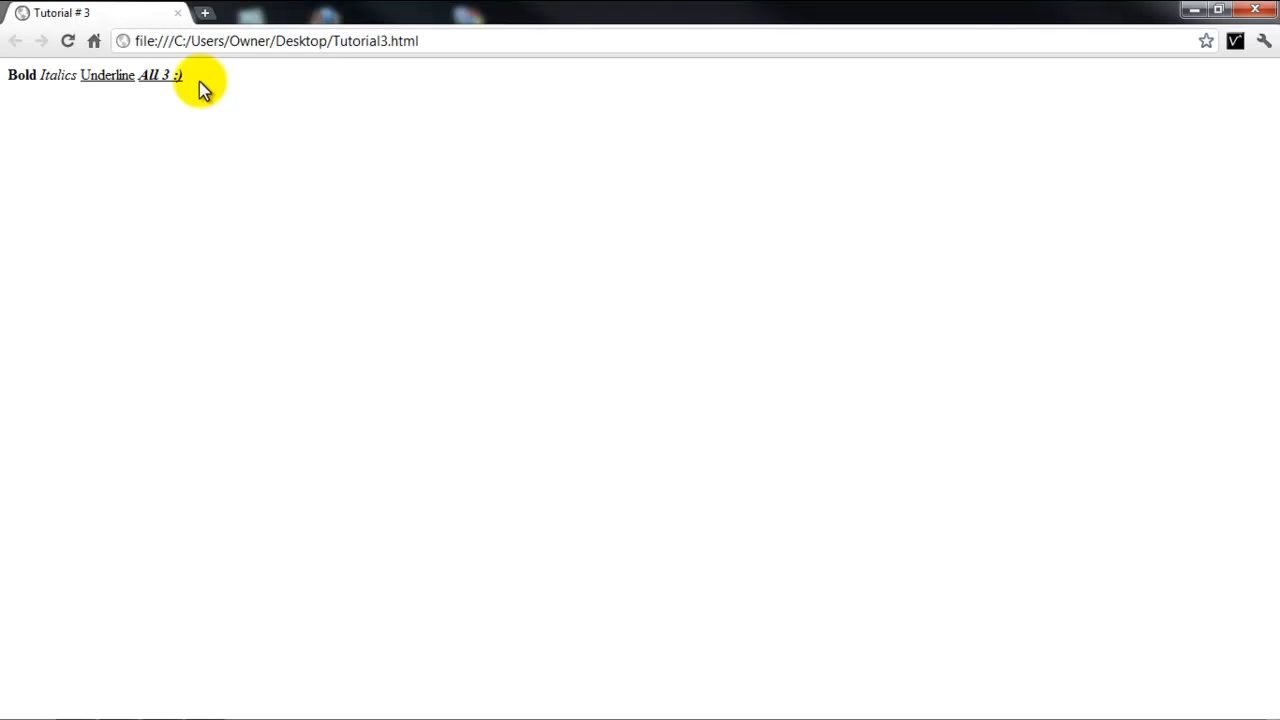 Tutorial # 3
file:///C:/Users/Owner/Desktop/Tutorial3.html
Bold Italics Underline All 3 :)